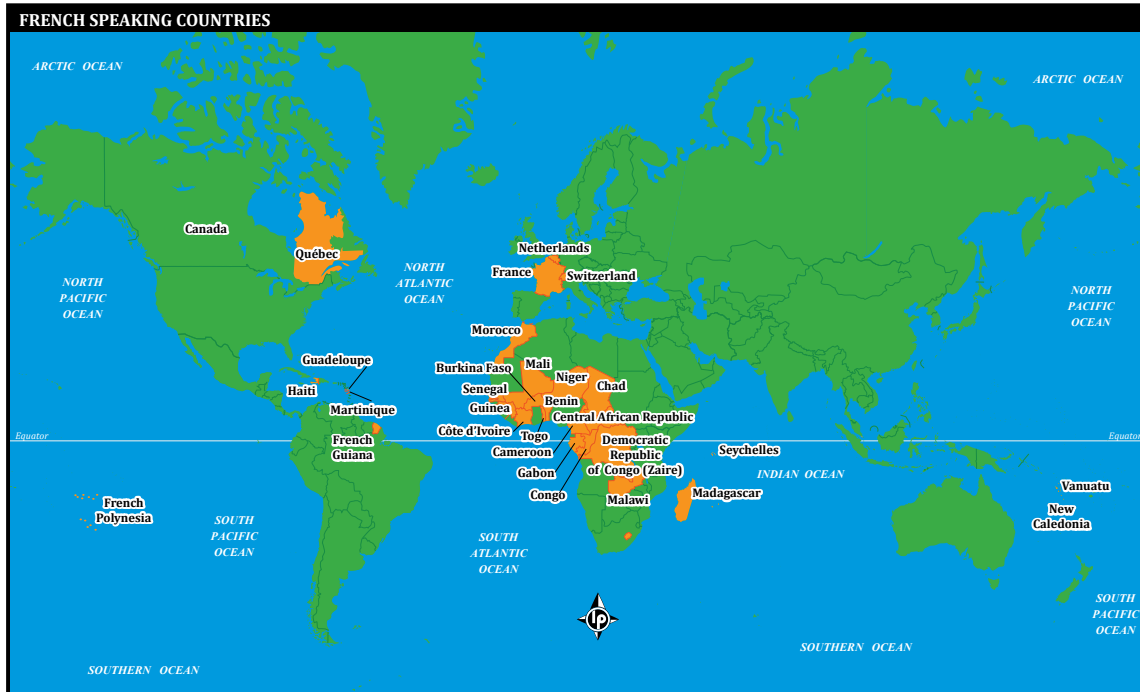 FRENCH SPEAKING COUNTRIES
ARCTIC OCEAN
ARCTIC OCEAN
Canada
Québec
Netherlands
France
Switzerland
NORTH
PACIFIC
OCEAN
NORTH
ATLANTIC
OCEAN
NORTH
PACIFIC
OCEAN
Morocco
Guadeloupe
Haiti
Martinique
Burkina Faso
Mali
Niger
Chad
Senegal
Benin
Guinea
Central African Republic
Côte d'Ivoire
Togo
Equator
Equator
French
Guiana
Cameroon
Democratic
Republic
of Congo (Zaire)
Gabon
Congo
Seychelles
INDIAN OCEAN
Malawi
Madagascar
Vanuatu
New
Caledonia
French
Polynesia
SOUTH
PACIFIC
OCEAN
SOUTH
ATLANTIC
OCEAN
lp
SOUTH
PACIFIC
OCEAN
SOUTHERN OCEAN
SOUTHERN OCEAN